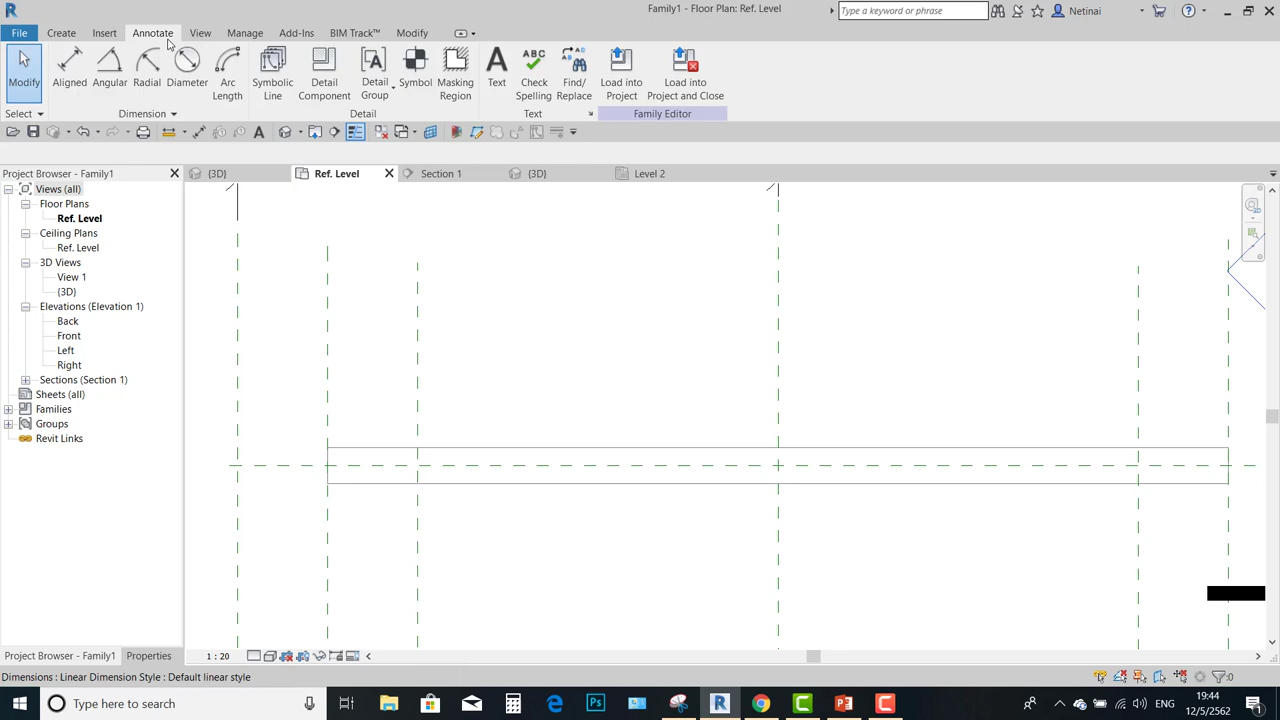 Family1 - Floor Plan: Ref. Level
Type a keyword or phrase
Netinai
File Create Insert Annotate View Manage Add-Ins BIM Track™ Modify
Modify
Aligned Angular Radial Diameter Arc Length
Symbolic Line Detail Component Detail Group Symbol Masking Region
Text Check Spelling Find/ Replace
Load into Project Load into Project and Close
Select Dimension Detail Text Family Editor
Project Browser - Family1
{3D} Ref. Level Section 1 {3D} Level 2
Views (all)
Floor Plans
Ref. Level
Ceiling Plans
Ref. Level
3D Views
View 1
{3D}
Elevations (Elevation 1)
Back
Front
Left
Right
Sections (Section 1)
Sheets (all)
Families
Groups
Revit Links
Project Browser - Family1 Properties
1 : 20
Dimensions : Linear Dimension Style : Default linear style
:0
Type here to search
ENG
19:44
12/5/2562